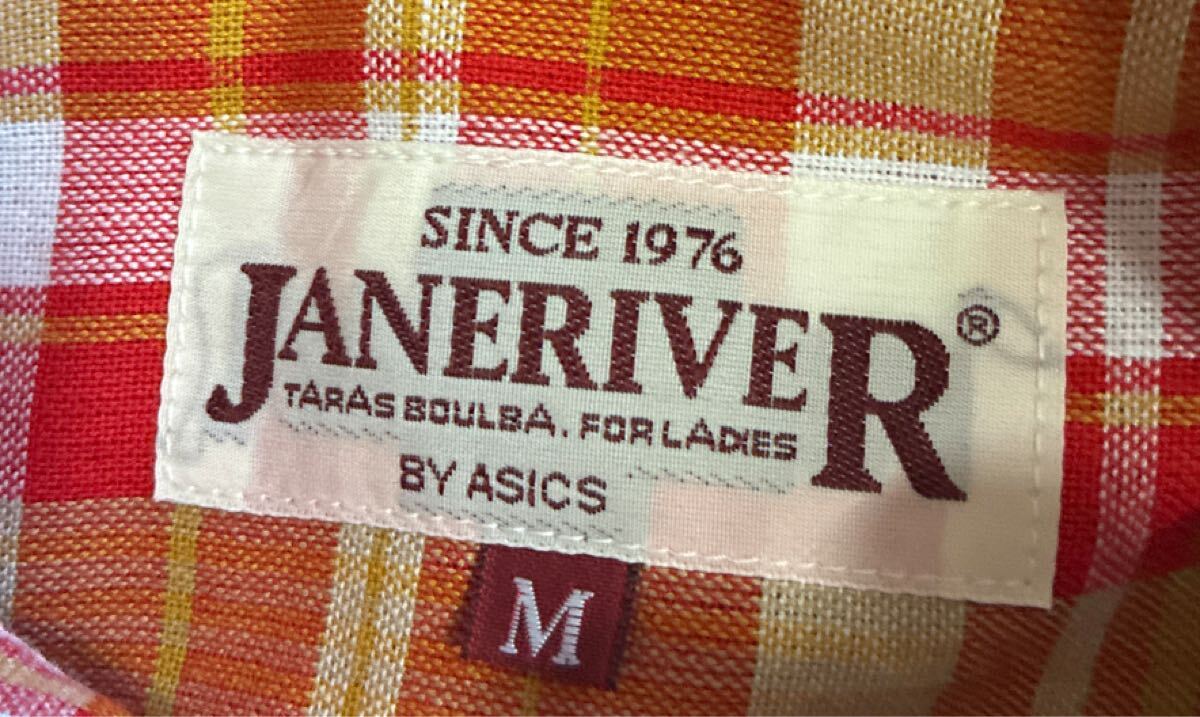 SINCE 1976
JANERIVER®
TARAS BOULBA. FOR LADIES
BY ASICS
M